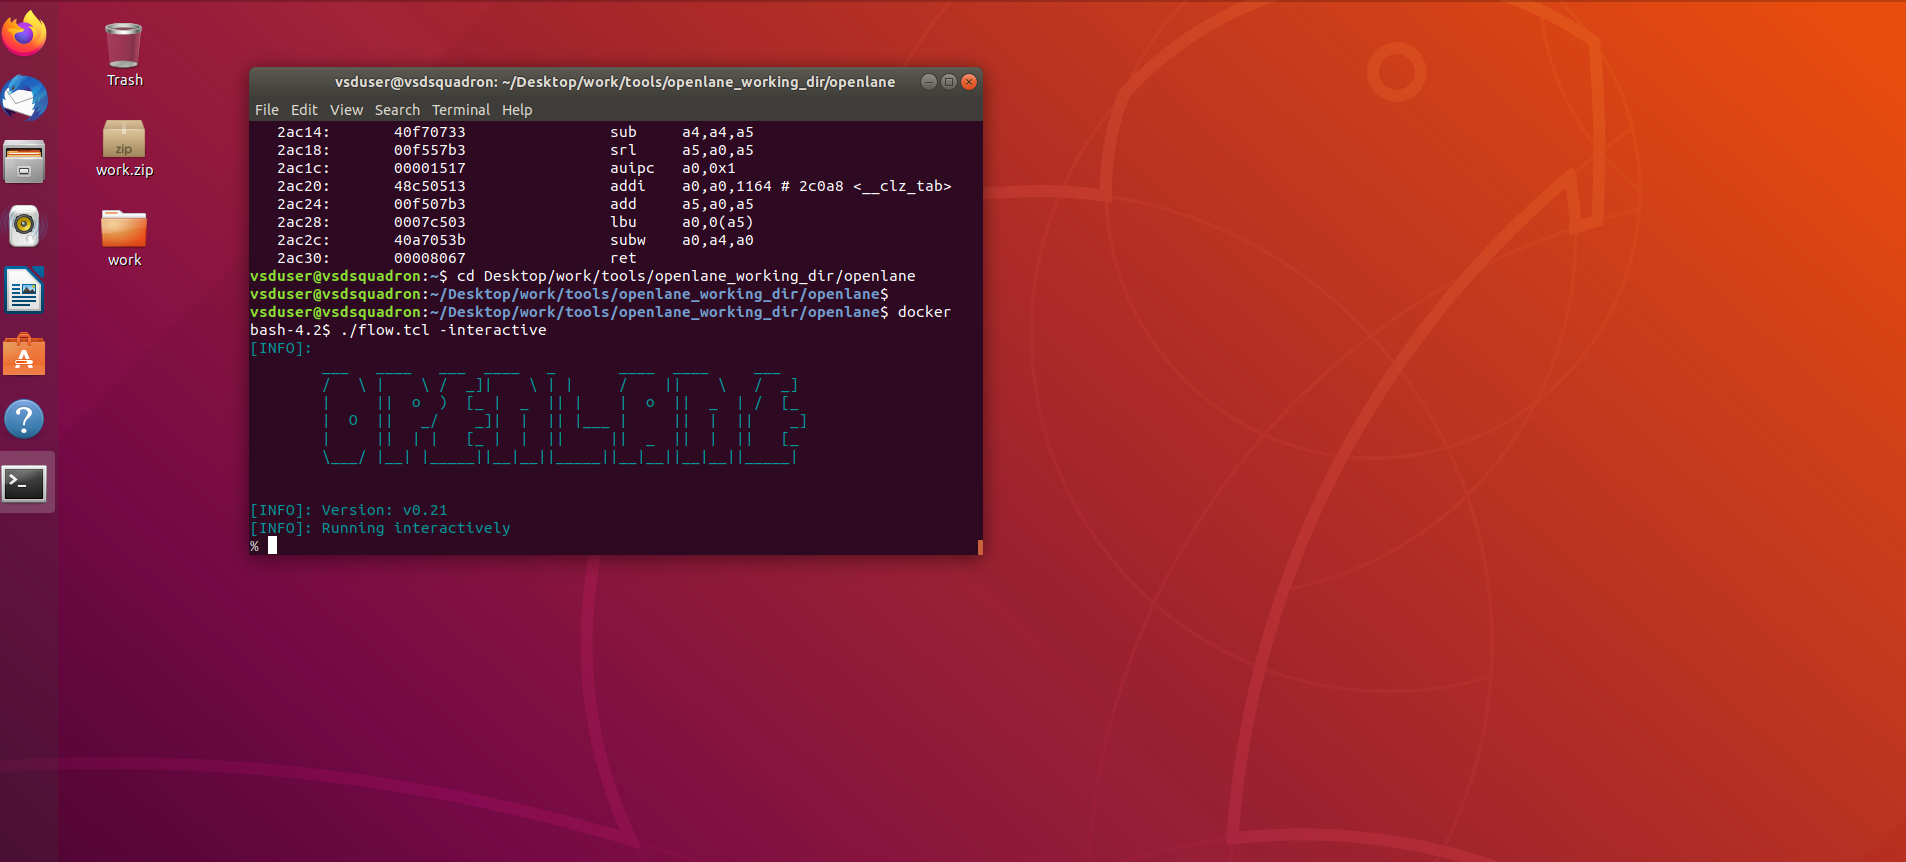 Trash
work.zip
zip
work
vsduser@vsdsquadron: ~/Desktop/work/tools/openlane_working_dir/openlane
File Edit View Search Terminal Help
2ac14: 40f70733 sub a4,a4,a5
2ac18: 00f557b3 srl a5,a0,a5
2ac1c: 00001517 auipc a0,0x1
2ac20: 48c50513 addi a0,a0,1164 # 2c0a8 <__clz_tab>
2ac24: 00f507b3 add a5,a0,a5
2ac28: 0007c503 lbu a0,0(a5)
2ac2c: 40a7053b subw a0,a4,a0
2ac30: 00008067 ret
vsduser@vsdsquadron:~$ cd Desktop/work/tools/openlane_working_dir/openlane
vsduser@vsdsquadron:~/Desktop/work/tools/openlane_working_dir/openlane$
vsduser@vsdsquadron:~/Desktop/work/tools/openlane_working_dir/openlane$ docker
bash-4.2$ ./flow.tcl -interactive
[INFO]:
OPENLANE
[INFO]: Version: v0.21
[INFO]: Running interactively
%